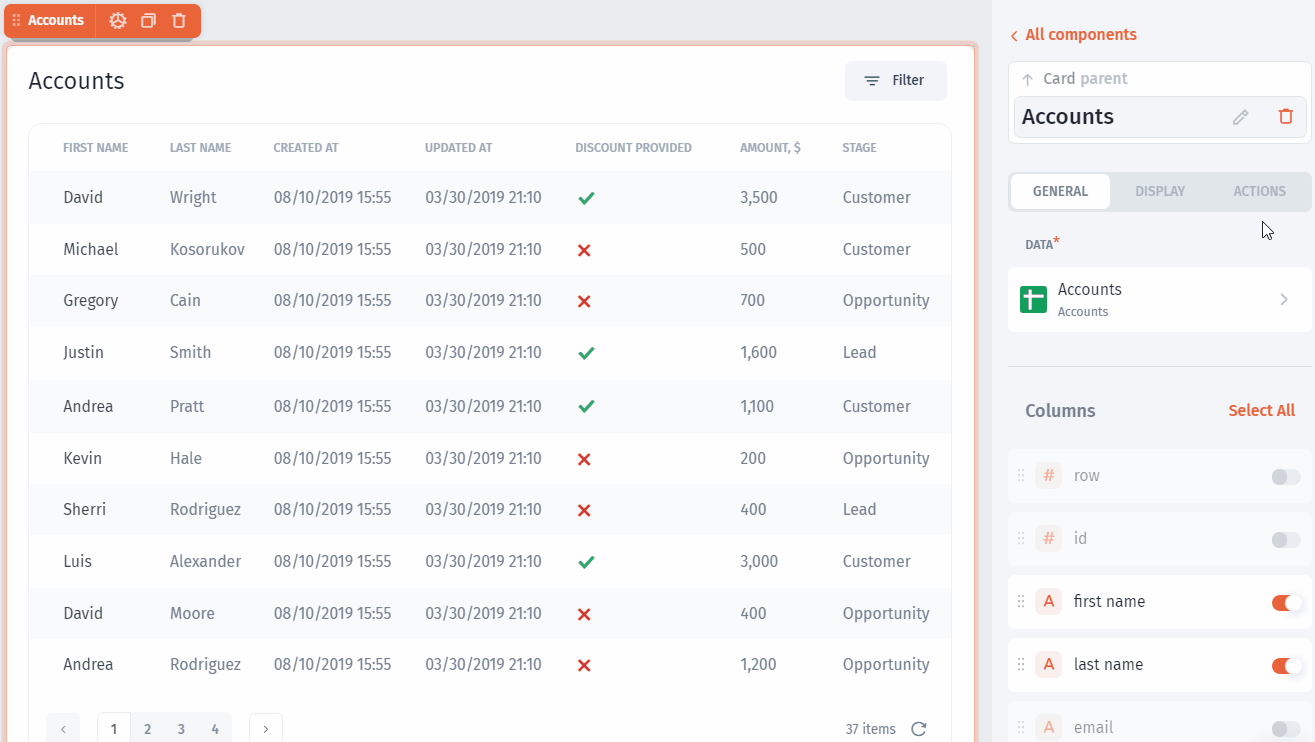 Accounts
Accounts
Filter
FIRST NAME LAST NAME CREATED AT UPDATED AT DISCOUNT PROVIDED AMOUNT, $ STAGE
David Wright 08/10/2019 15:55 03/30/2019 21:10 3,500 Customer
Michael Kosorukov 08/10/2019 15:55 03/30/2019 21:10 500 Customer
Gregory Cain 08/10/2019 15:55 03/30/2019 21:10 700 Opportunity
Justin Smith 08/10/2019 15:55 03/30/2019 21:10 1,600 Lead
Andrea Pratt 08/10/2019 15:55 03/30/2019 21:10 1,100 Customer
Kevin Hale 08/10/2019 15:55 03/30/2019 21:10 200 Opportunity
Sherri Rodriguez 08/10/2019 15:55 03/30/2019 21:10 400 Lead
Luis Alexander 08/10/2019 15:55 03/30/2019 21:10 3,000 Customer
David Moore 08/10/2019 15:55 03/30/2019 21:10 400 Opportunity
Andrea Rodriguez 08/10/2019 15:55 03/30/2019 21:10 1,200 Opportunity
< 1 2 3 4 >
37 items
All components
Card parent
Accounts
GENERAL DISPLAY ACTIONS
DATA*
Accounts
Accounts
Columns Select All
# row
# id
A first name
A last name
A email